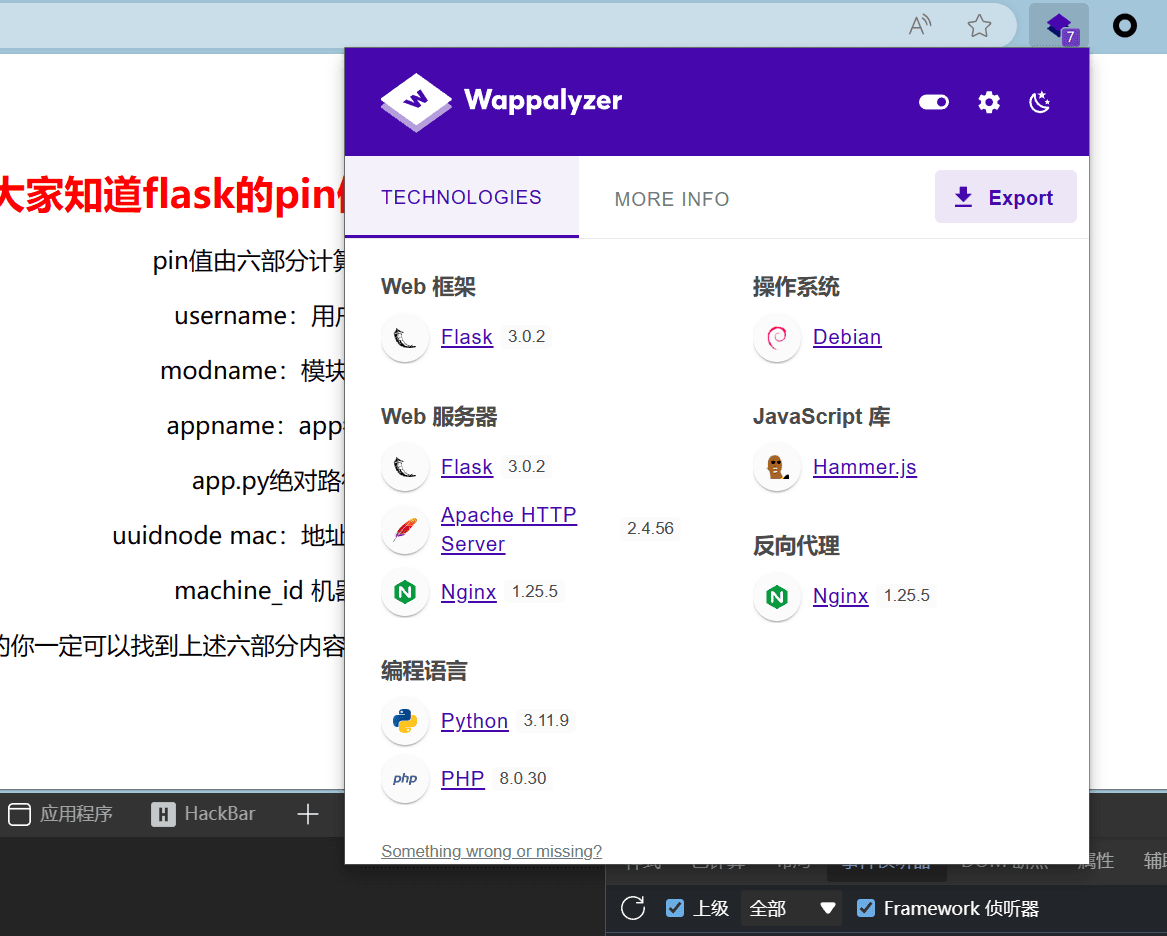 7
Wappalyzer
TECHNOLOGIES
MORE INFO
Export
大家知道flask的pin
pin值由六部分计算
username：用户
modname：模块
appname：app
app.py绝对路径
uuidnode mac：地址
machine_id 机器
的你一定可以找到上述六部分内容
Web 框架
Flask 3.0.2
Web 服务器
Flask 3.0.2
Apache HTTP
Server 2.4.56
Nginx 1.25.5
编程语言
Python 3.11.9
php PHP 8.0.30
Something wrong or missing?
操作系统
Debian
JavaScript 库
Hammer.js
反向代理
Nginx 1.25.5
应用程序
H HackBar
属性
上级 全部 Framework 侦听器